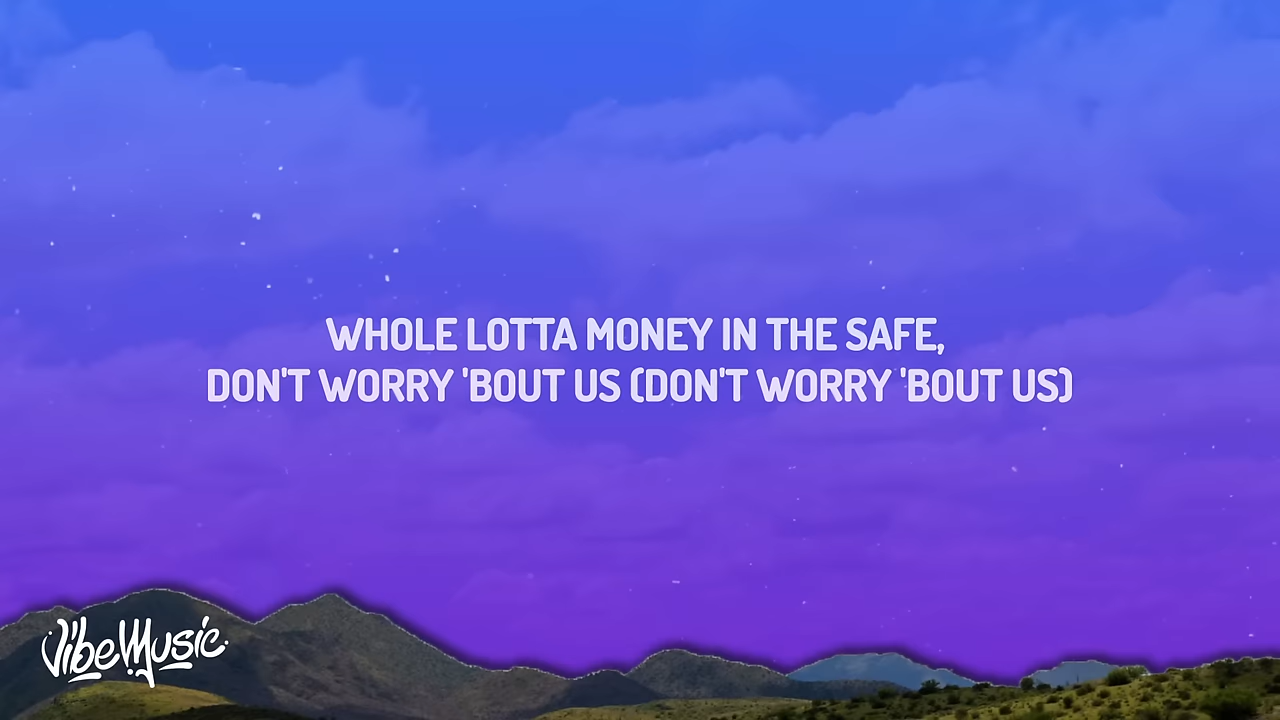 WHOLE LOTTA MONEY IN THE SAFE,
DON'T WORRY 'BOUT US (DON'T WORRY 'BOUT US)
VibeMusic